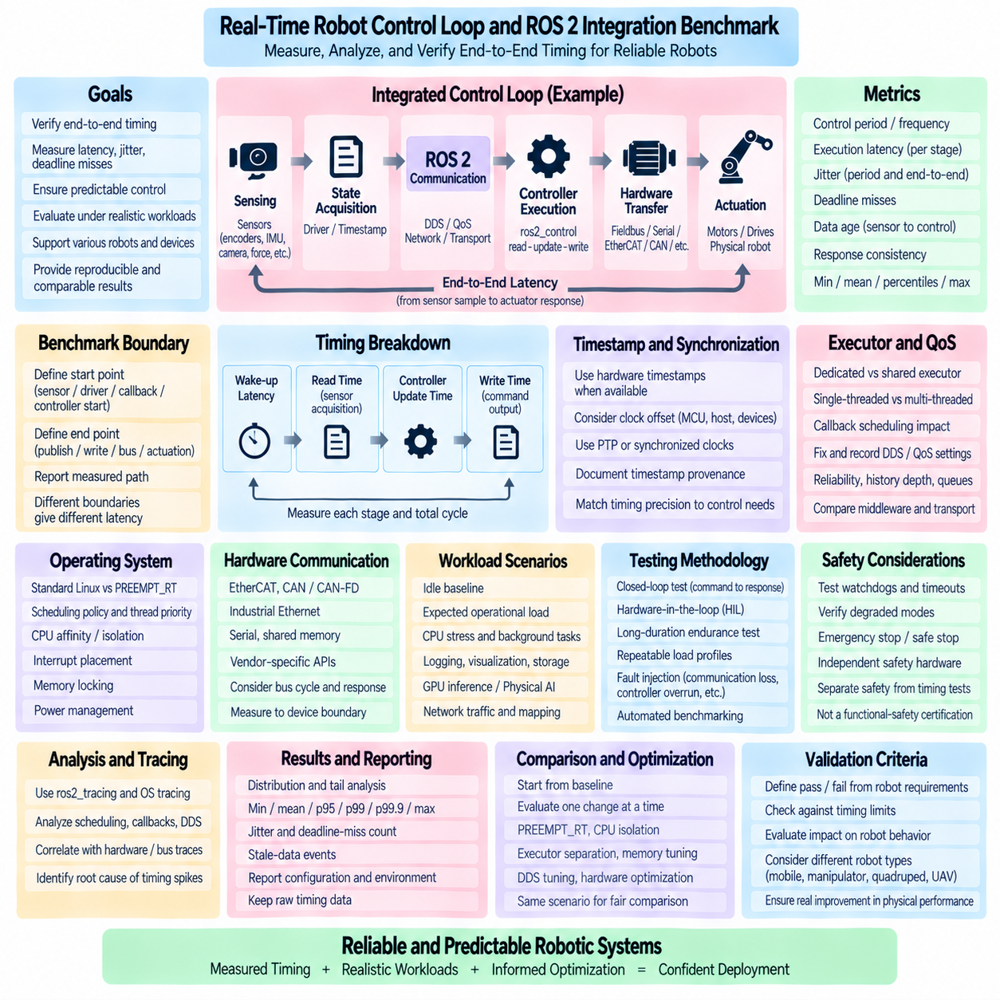 Real-Time Robot Control Loop and ROS 2 Integration Benchmark
Measure, Analyze, and Verify End-to-End Timing for Reliable Robots
Goals
Verify end-to-end timing
Measure latency, jitter,
deadline misses
Ensure predictable control
Evaluate under realistic workloads
Support various robots and devices
Provide reproducible and
comparable results
Integrated Control Loop (Example)
Sensing
Sensors
(encoders, IMU,
camera, force, etc.)
State
Acquisition
Driver / Timestamp
ROS 2
Communication
DDS / QoS
Network / Transport
Controller
Execution
ros2_control
read - update - write
Hardware
Transfer
Fieldbus / Serial /
EtherCAT / CAN / etc.
Actuation
Motors / Drives
Physical robot
End-to-End Latency
(from sensor sample to actuator response)
Metrics
Control period / frequency
Execution latency (per stage)
Jitter (period and end-to-end)
Deadline misses
Data age (sensor to control)
Response consistency
Min / mean / percentiles / max
Benchmark Boundary
Define start point
(sensor / driver / callback /
controller start)
Define end point
(publish / write / bus / actuation)
Report measured path
Different boundaries
give different latency
Timing Breakdown
Wake-up
Latency
Read Time
(sensor
acquisition)
Controller
Update Time
Write Time
(command
output)
Measure each stage and total cycle
Timestamp and Synchronization
Use hardware timestamps
when available
Consider clock offset (MCU, host, devices)
Use PTP or synchronized clocks
Document timestamp provenance
Match timing precision to control needs
Executor and QoS
Dedicated vs shared executor
Single-threaded vs multi-threaded
Callback scheduling impact
Fix and record DDS / QoS settings
Reliability, history depth, queues
Compare middleware and transport
Operating System
Standard Linux vs PREEMPT_RT
Scheduling policy and thread priority
CPU affinity / isolation
Interrupt placement
Memory locking
Power management
Hardware Communication
EtherCAT, CAN / CAN-FD
Industrial Ethernet
Serial, shared memory
Vendor-specific APIs
Consider bus cycle and response
Measure to device boundary
Workload Scenarios
Idle baseline
Expected operational load
CPU stress and background tasks
Logging, visualization, storage
GPU inference / Physical AI
Network traffic and mapping
Testing Methodology
Closed-loop test (command to response)
Hardware-in-the-loop (HIL)
Long-duration endurance test
Repeatable load profiles
Fault injection (communication loss,
controller overrun, etc.)
Automated benchmarking
Safety Considerations
Test watchdogs and timeouts
Verify degraded modes
Emergency stop / safe stop
Independent safety hardware
Separate safety from timing tests
Not a functional-safety certification
Analysis and Tracing
Use ros2_tracing and OS tracing
Analyze scheduling, callbacks, DDS
Correlate with hardware / bus traces
Identify root cause of timing spikes
Results and Reporting
Distribution and tail analysis
Min / mean / p95 / p99 / p99.9 / max
Jitter and deadline-miss count
Stale-data events
Report configuration and environment
Keep raw timing data
Comparison and Optimization
Start from baseline
Evaluate one change at a time
PREEMPT_RT, CPU isolation
Executor separation, memory tuning
DDS tuning, hardware optimization
Same scenario for fair comparison
Validation Criteria
Define pass / fail from robot requirements
Check against timing limits
Evaluate impact on robot behavior
Consider different robot types
(mobile, manipulator, quadruped, UAV)
Ensure real improvement in physical performance
Reliable and Predictable Robotic Systems
Measured Timing + Realistic Workloads + Informed Optimization = Confident Deployment